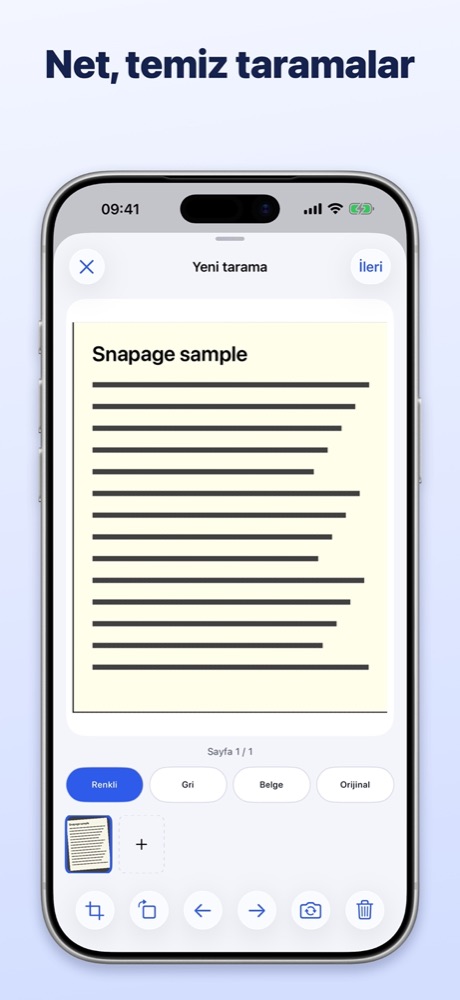 Net, temiz taramalar
09:41
Yeni tarama
İleri
Snapage sample
Sayfa 1 / 1
Renkli
Gri
Belge
Orijinal